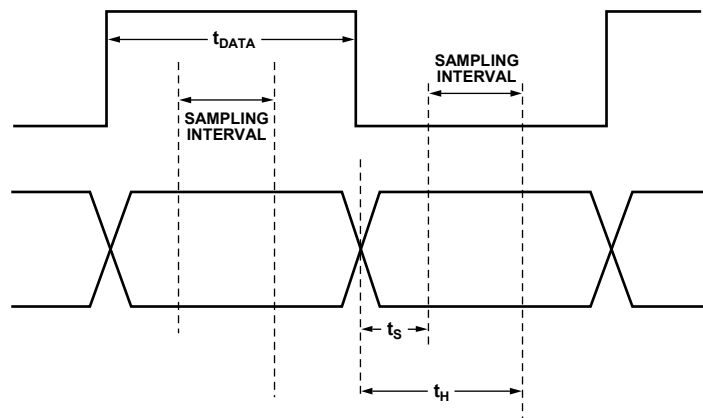 tDATA
SAMPLING
INTERVAL
SAMPLING
INTERVAL
tS
tH